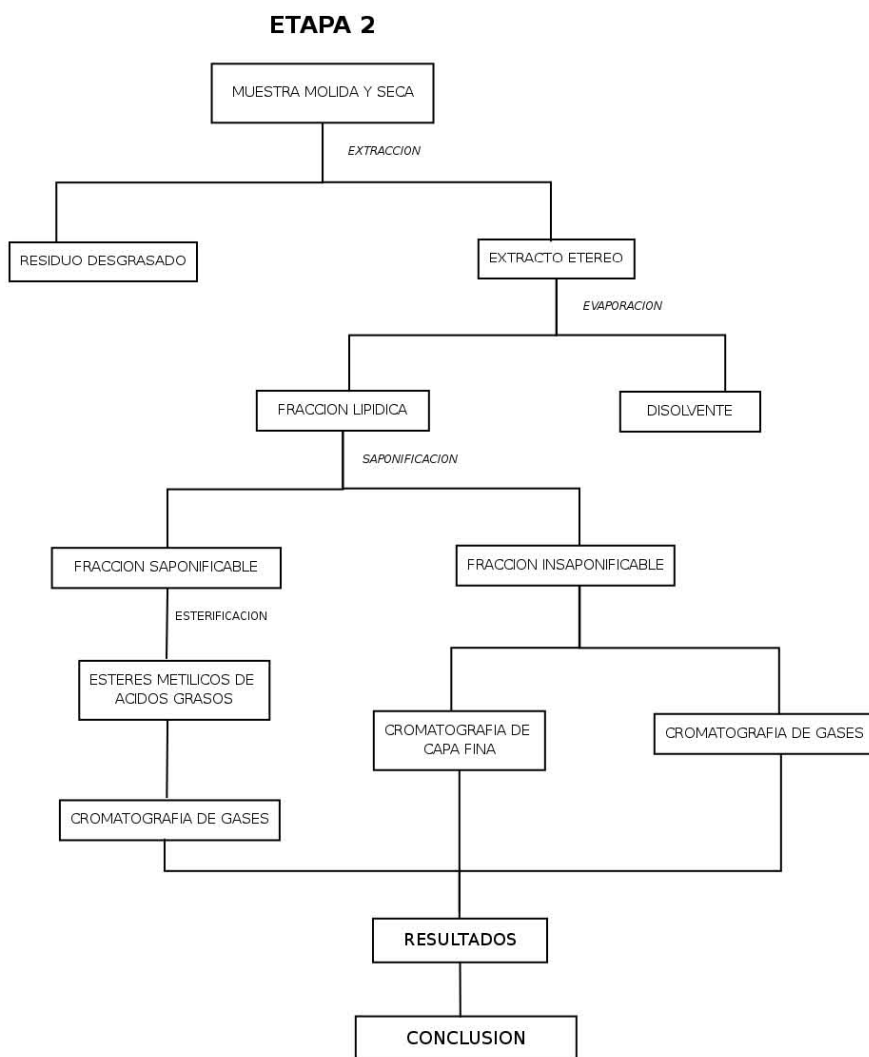 ETAPA 2
MUESTRA MOLIDA Y SECA
EXTRACCION
RESIDUO DESGRASADO
EXTRACTO ETEREO
EVAPORACION
FRACCION LIPIDICA
DISOLVENTE
SAPONIFICACION
FRACCION SAPONIFICABLE
FRACCION INSAPONIFICABLE
ESTERIFICACION
ESTERES METILICOS DE
ACIDOS GRASOS
CROMATOGRAFIA DE
CAPA FINA
CROMATOGRAFIA DE GASES
CROMATOGRAFIA DE GASES
RESULTADOS
CONCLUSION